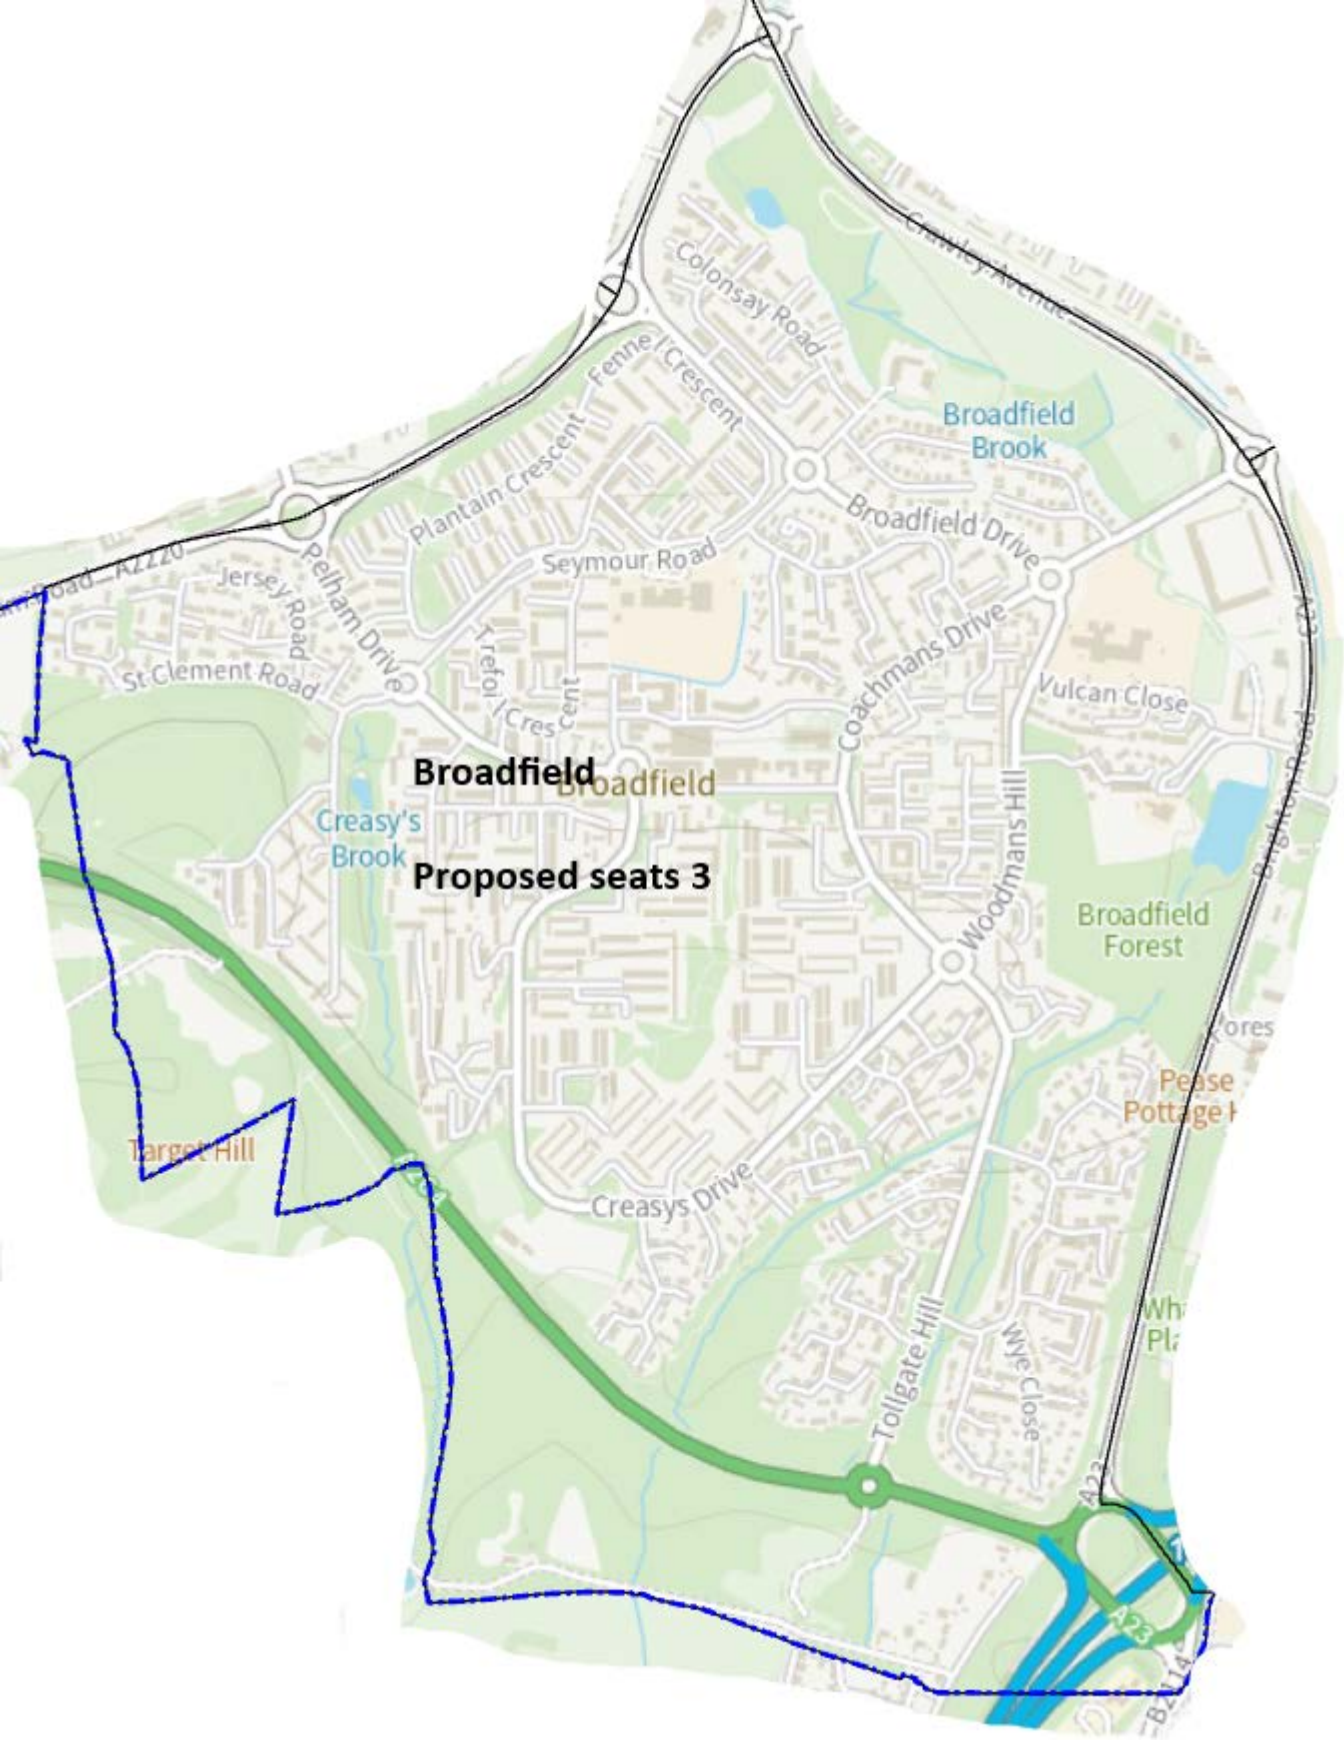 Crawley Avenue
Colonsay Road
Fennel Crescent
Broadfield
Brook
Plantain Crescent
Broadfield Drive
Seymour Road
Road A2220
Jersey Road
Pelham Drive
A23
Coachmans Drive
St Clement Road
Trefoil Crescent
Vulcan Close
Broadfield
Broadfield
Creasy's
Brook
Woodmans Hill
Brighton Road
Proposed seats 3
Broadfield
Forest
Pease
Pottage
Target Hill
A264
Creasys Drive
Tollgate Hill
Wye Close
A23
A23
B2114